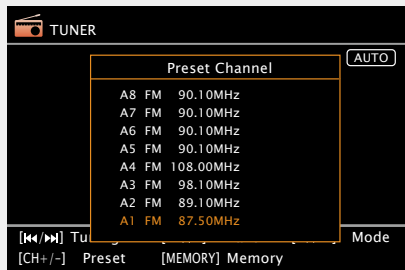 TUNER
AUTO
Preset Channel
A8 FM 90.10MHz
A7 FM 90.10MHz
A6 FM 90.10MHz
A5 FM 90.10MHz
A4 FM 108.00MHz
A3 FM 98.10MHz
A2 FM 89.10MHz
A1 FM 87.50MHz
[⏮/⏭] Tu Mode
[CH+/-] Preset [MEMORY] Memory